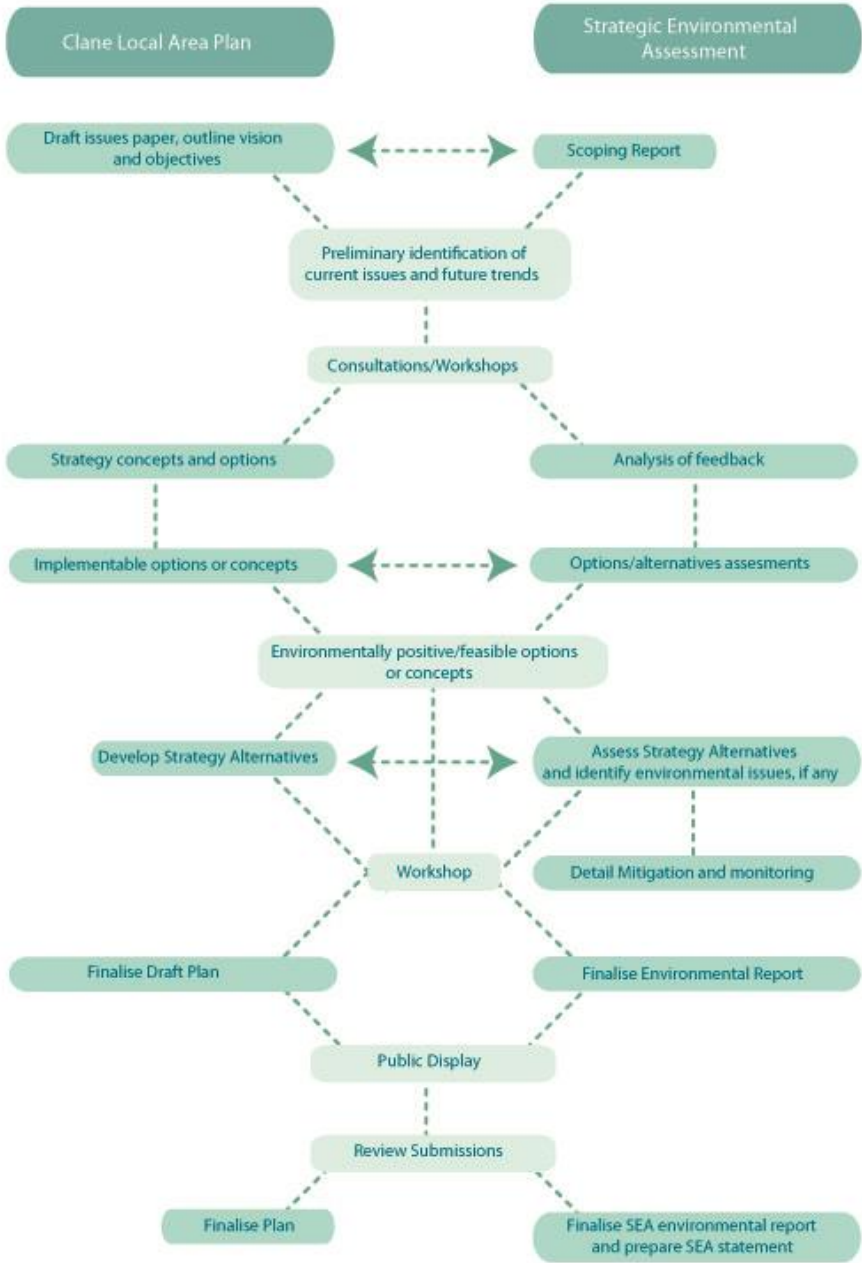 Clane Local Area Plan
Strategic Environmental
Assessment
Draft issues paper, outline vision
and objectives
Scoping Report
Preliminary identification of
current issues and future trends
Consultations/Workshops
Strategy concepts and options
Analysis of feedback
Implementable options or concepts
Options/alternatives assesments
Environmentally positive/feasible options
or concepts
Develop Strategy Alternatives
Assess Strategy Alternatives
and identify environmental issues, if any
Workshop
Detail Mitigation and monitoring
Finalise Draft Plan
Finalise Environmental Report
Public Display
Review Submissions
Finalise Plan
Finalise SEA environmental report
and prepare SEA statement